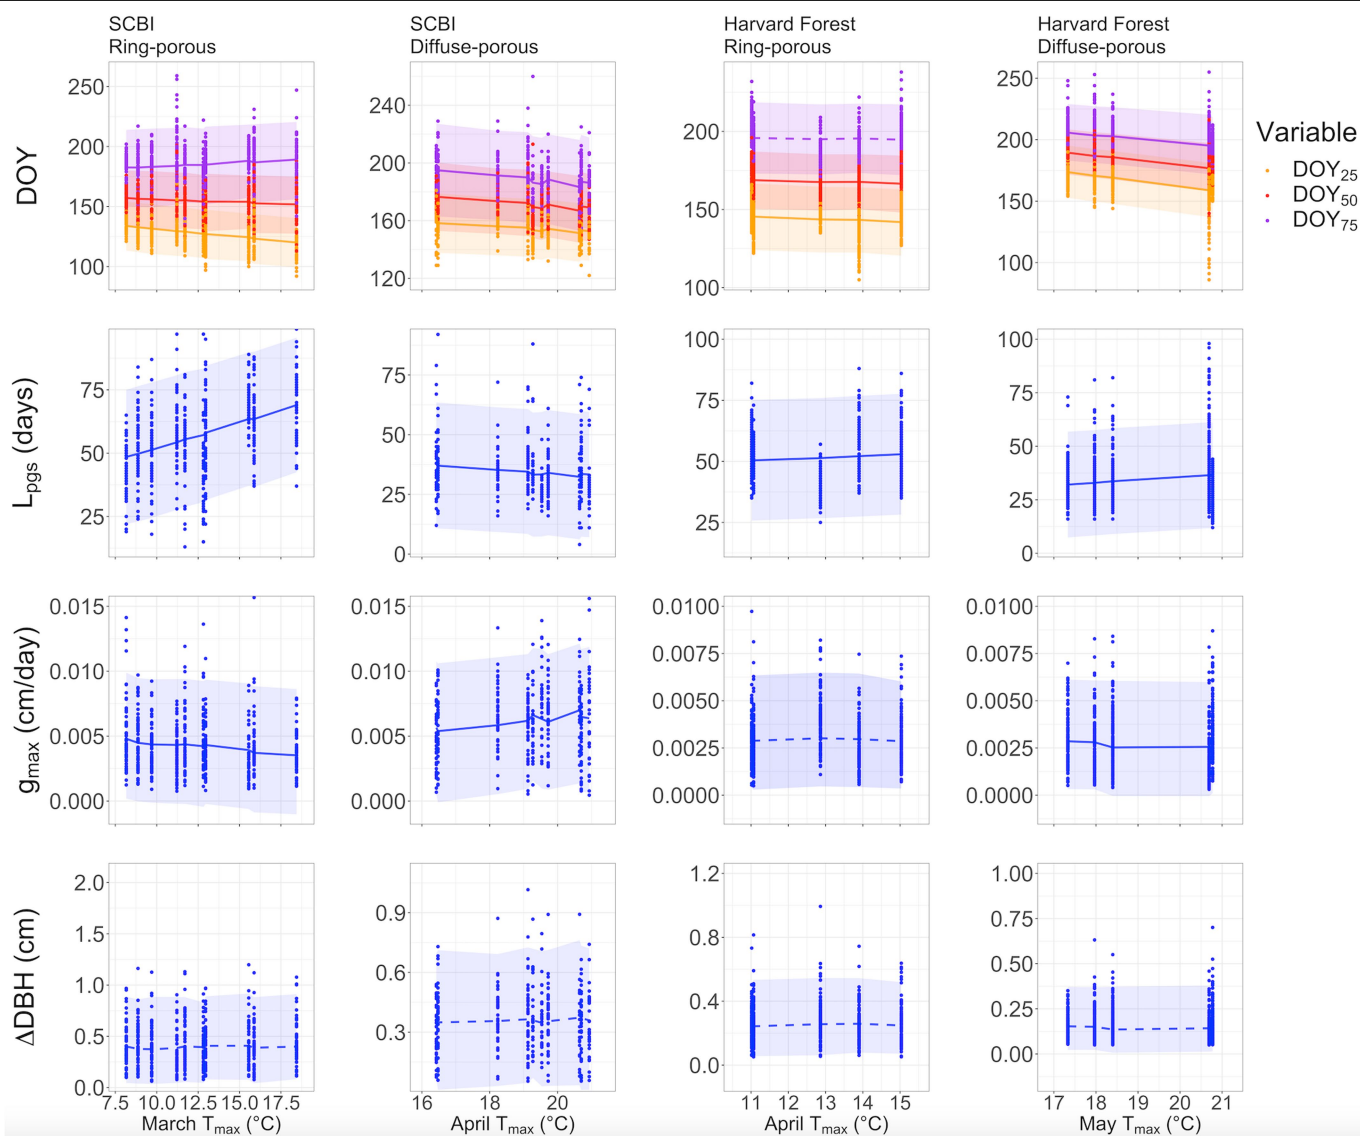 SCBI
Ring-porous
SCBI
Diffuse-porous
Harvard Forest
Ring-porous
Harvard Forest
Diffuse-porous
DOY
250
200
150
100
240
200
160
120
200
150
100
250
200
150
100
Variable
DOY25
DOY50
DOY75
Lpgs (days)
75
50
25
75
50
25
0
100
75
50
25
100
75
50
25
0
gmax (cm/day)
0.015
0.010
0.005
0.000
0.015
0.010
0.005
0.000
0.0100
0.0075
0.0050
0.0025
0.0000
0.0100
0.0075
0.0050
0.0025
0.0000
ΔDBH (cm)
2.0
1.5
1.0
0.5
0.0
0.9
0.6
0.3
1.2
0.8
0.4
0.0
1.00
0.75
0.50
0.25
0.00
7.5 10.0 12.5 15.0 17.5
16 18 20
11 12 13 14 15
17 18 19 20 21
March Tmax (°C)
April Tmax (°C)
April Tmax (°C)
May Tmax (°C)